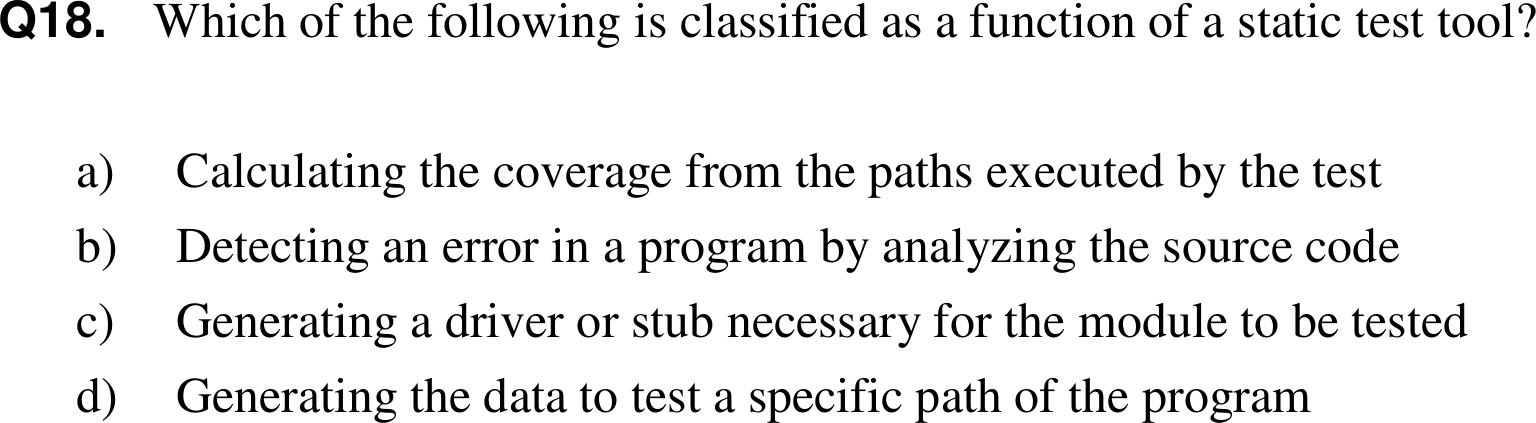 Q18. Which of the following is classified as a function of a static test tool?
a) Calculating the coverage from the paths executed by the test
b) Detecting an error in a program by analyzing the source code
c) Generating a driver or stub necessary for the module to be tested
d) Generating the data to test a specific path of the program